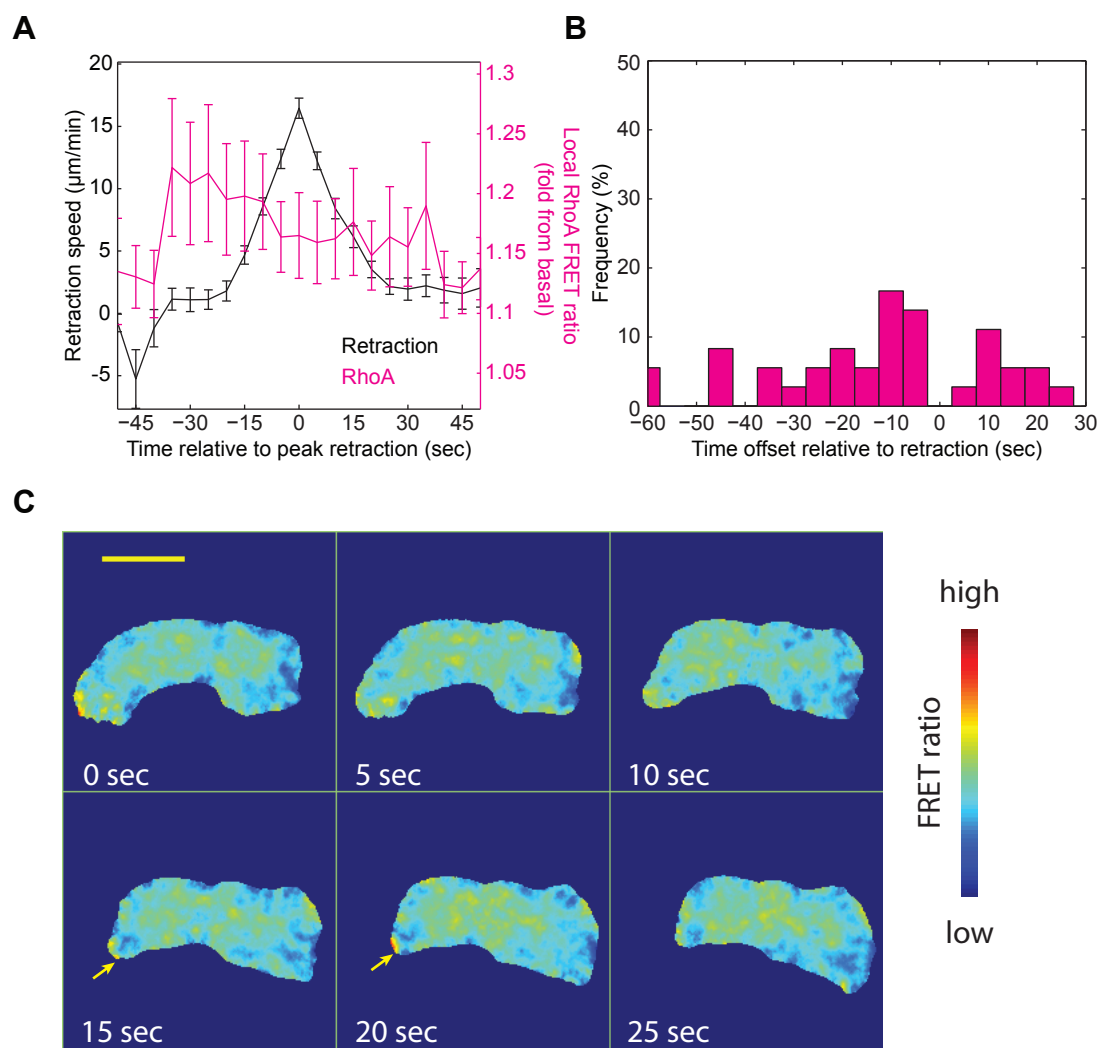 A
Retraction speed (μm/min)
20
15
10
5
0
−5
−45
−30
−15
0
15
30
45
Time relative to peak retraction (sec)
Retraction
RhoA
1.3
1.25
1.2
1.15
1.1
1.05
Local RhoA FRET ratio
(fold from basal)
B
Frequency (%)
50
40
30
20
10
0
−60
−50
−40
−30
−20
−10
0
10
20
30
Time offset relative to retraction (sec)
C
0 sec
5 sec
10 sec
15 sec
20 sec
25 sec
high
FRET ratio
low